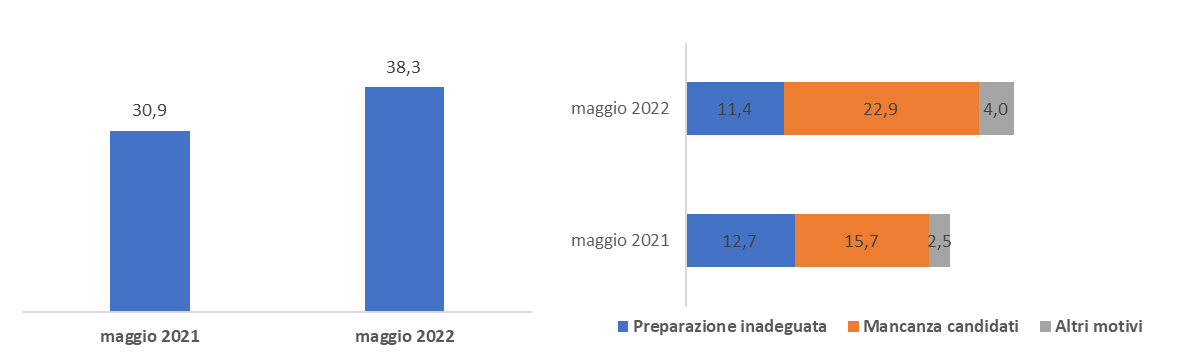 38,3
30,9
maggio 2021
maggio 2022
maggio 2022
11,4
22,9
4,0
maggio 2021
12,7
15,7
2,5
Preparazione inadeguata
Mancanza candidati
Altri motivi